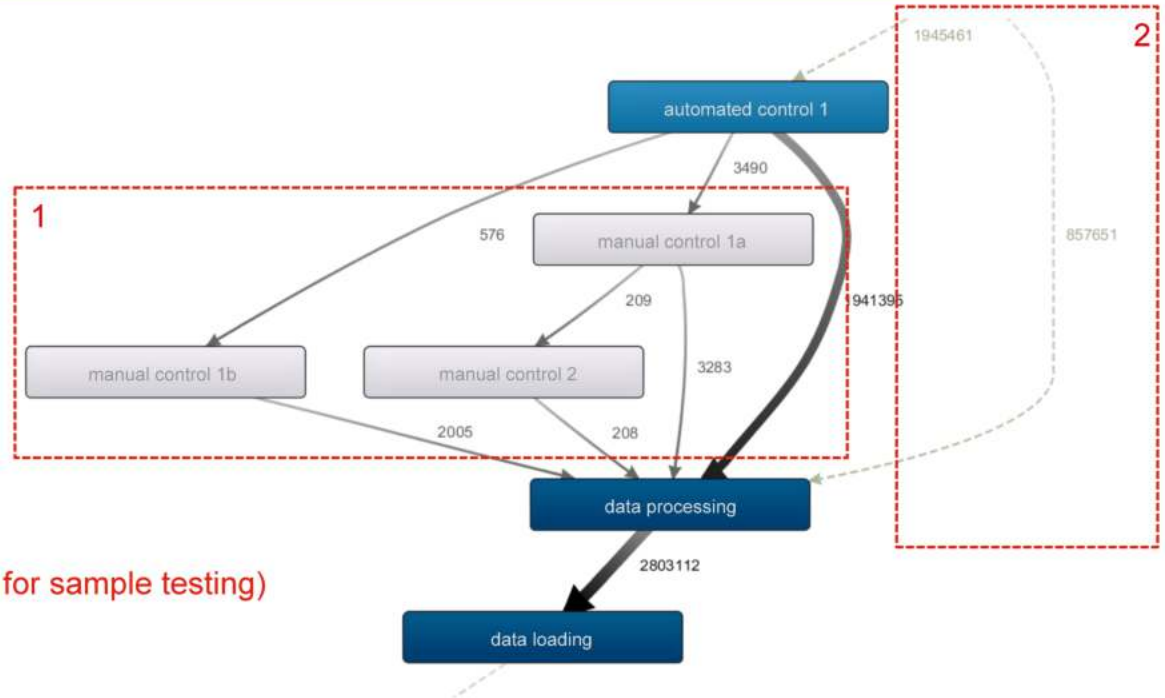 1945461
2
automated control 1
3490
1
576
manual control 1a
857651
209
941395
manual control 1b
manual control 2
3283
2005
208
data processing
2803112
for sample testing)
data loading